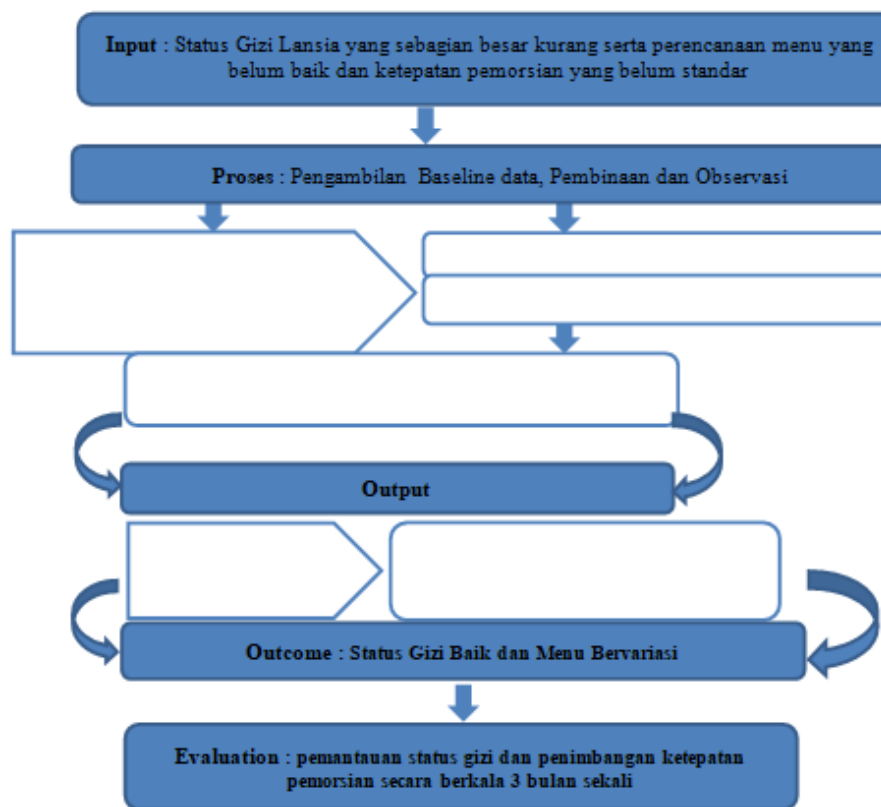 Input : Status Gizi Lansia yang sebagian besar kurang serta perencanaan menu yang
belum baik dan ketepatan pemorsian yang belum standar
Proses : Pengambilan Baseline data, Pembinaan dan Observasi
Output
Outcome : Status Gizi Baik dan Menu Bervariasi
Evaluation : pemantauan status gizi dan penimbangan ketepatan
pemorsian secara berkala 3 bulan sekali